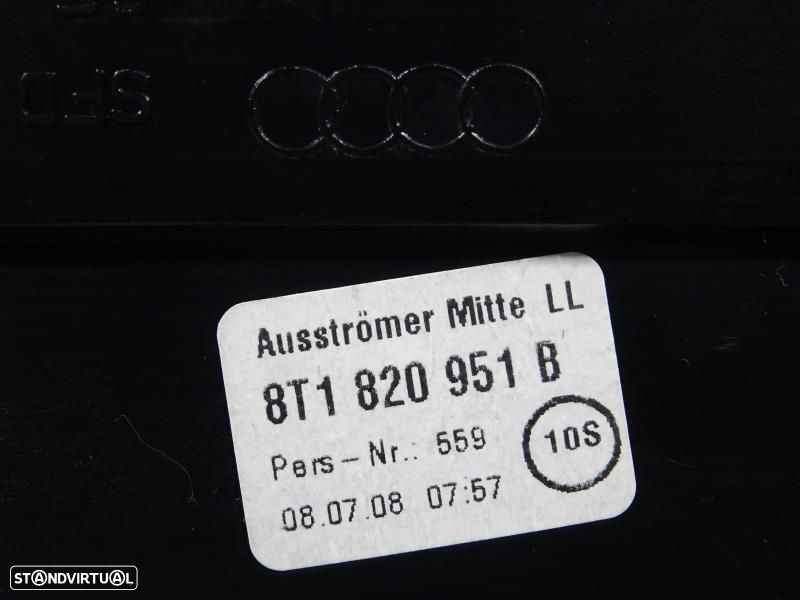 Ausströmer Mitte LL
8T1 820 951 B
Pers-Nr.: 559
10S
08.07.08 07:57
STANDVIRTUAL